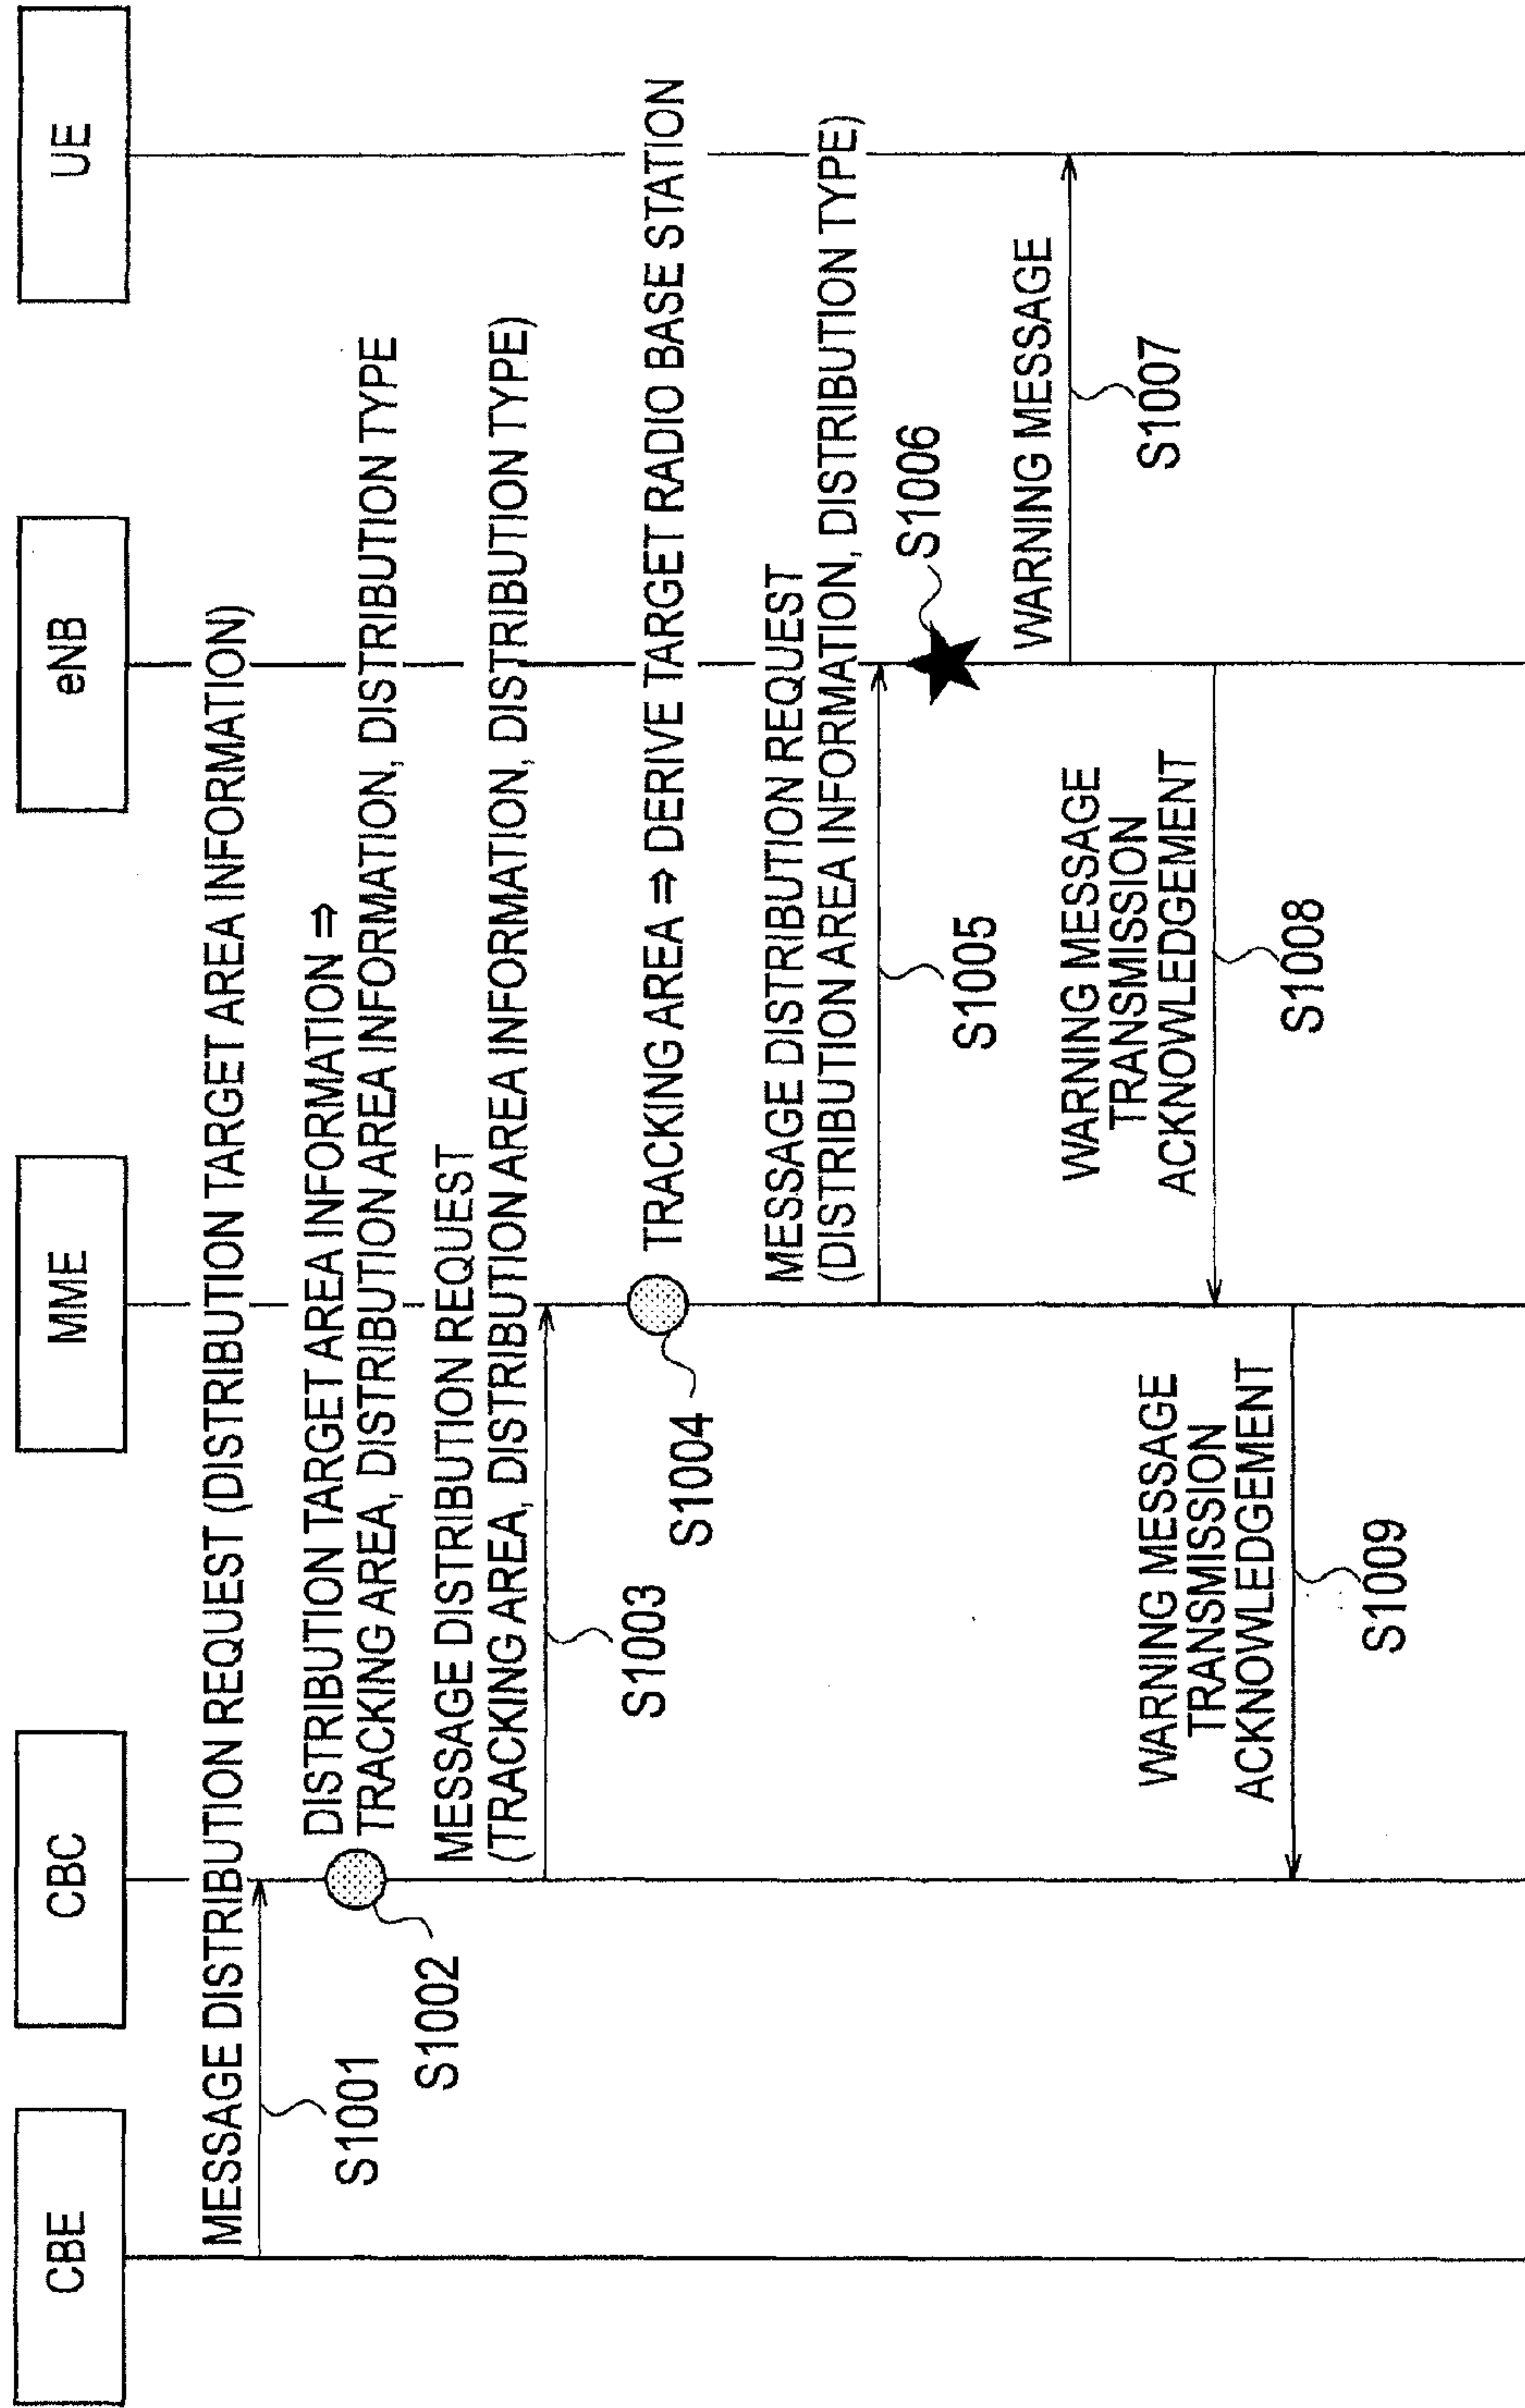 CBE
CBC
MME
eNB
UE
MESSAGE DISTRIBUTION REQUEST (DISTRIBUTION TARGET AREA INFORMATION)
S1001
DISTRIBUTION TARGET AREA INFORMATION ⇒
TRACKING AREA, DISTRIBUTION AREA INFORMATION, DISTRIBUTION TYPE
S1002
MESSAGE DISTRIBUTION REQUEST
(TRACKING AREA, DISTRIBUTION AREA INFORMATION, DISTRIBUTION TYPE)
S1003
TRACKING AREA ⇒ DERIVE TARGET RADIO BASE STATION
S1004
MESSAGE DISTRIBUTION REQUEST
(DISTRIBUTION AREA INFORMATION, DISTRIBUTION TYPE)
S1005
S1006
WARNING MESSAGE
S1007
WARNING MESSAGE
TRANSMISSION
ACKNOWLEDGEMENT
S1008
WARNING MESSAGE
TRANSMISSION
ACKNOWLEDGEMENT
S1009